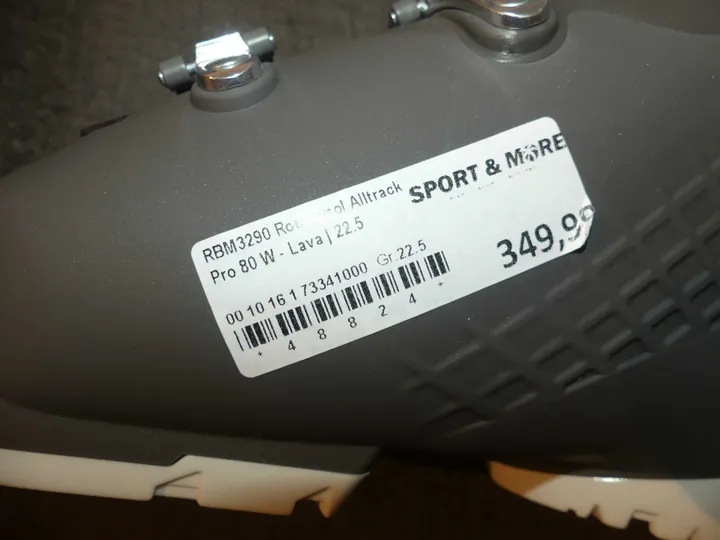 SPORT & MORE
RBM3290 Alltrack
Pro 80 W - Lava | 22.5
349,99
00 10 16 1 73341000 Gr.22.5
* 4 8 8 2 4 *